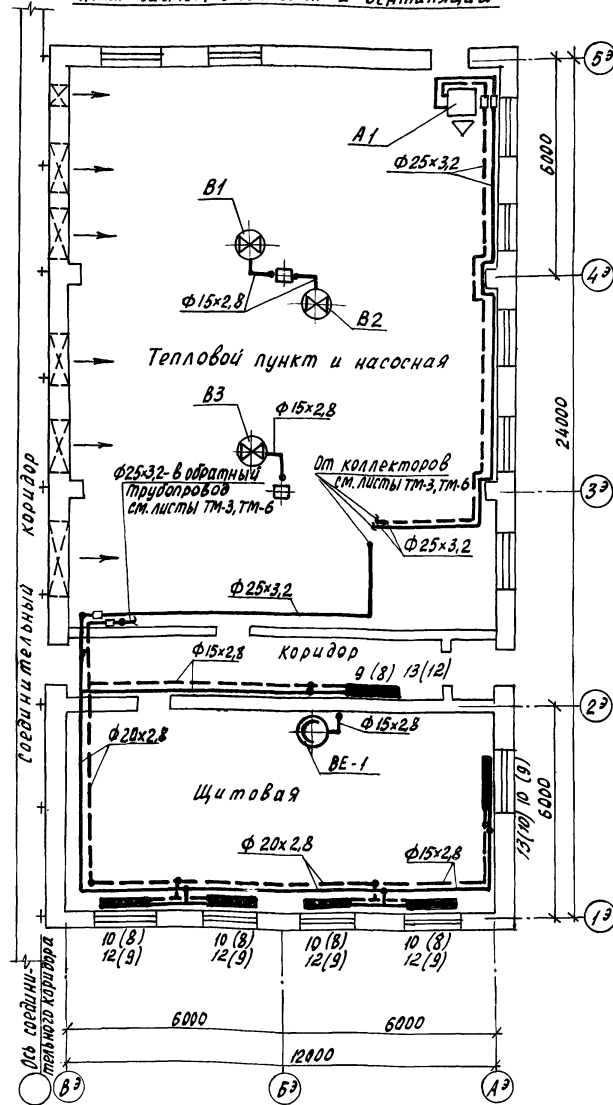 и вентиляции
5э
А1
6000
ф25×3,2
В1
ф15×2,8
В2
4э
Тепловой пункт и насосная
24000
В3
ф15×2,8
ф25×32-в обратный
трубопровод
см. листы ТМ-3, ТМ-6
От коллекторов
см. листы ТМ-3, ТМ-6
3э
ф25×3,2
Соединительный коридор
ф25×3,2
коридор
ф15×2,8
9 (8) 13(12)
2э
ф20×2,8
ф15×2,8
ВЕ-1
Щитовая
13(10) 10 (9)
6000
ф20×2,8
ф15×2,8
1э
10 (8)
12(9)
10 (8)
12(9)
10 (8)
12(9)
10 (8)
12(9)
Ось соедини-
тельного коридора
6000
6000
12000
Вэ
Бэ
Аэ